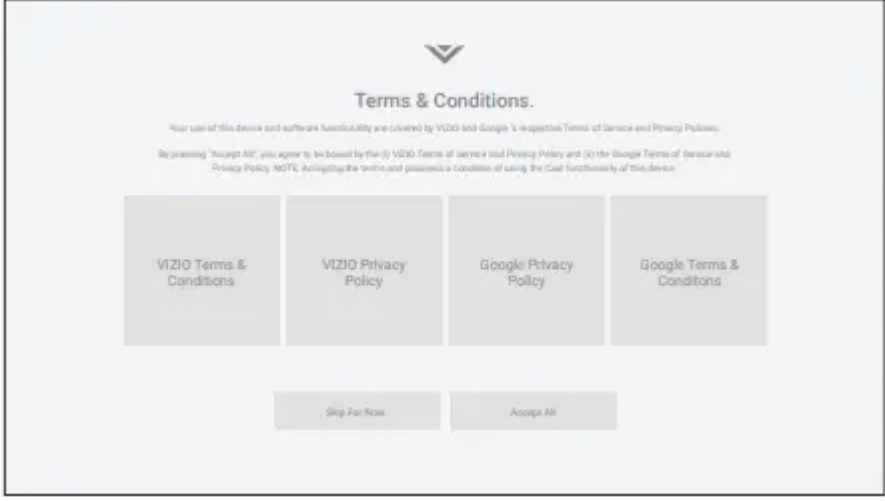 Terms & Conditions.
Your use of this device and software functionality are covered by VIZIO and Google 's respective Terms of Service and Privacy Policies.
By pressing "Accept All", you agree to be bound by the (i) VIZIO Terms of service and Privacy Policy and (ii) the Google Terms of Service and
Privacy Policy. NOTE: Accepting the terms and possess a condition of using the Cast functionality of this device.
VIZIO Terms &
Conditions
VIZIO Privacy
Policy
Google Privacy
Policy
Google Terms &
Conditons
Skip For Now
Accept All